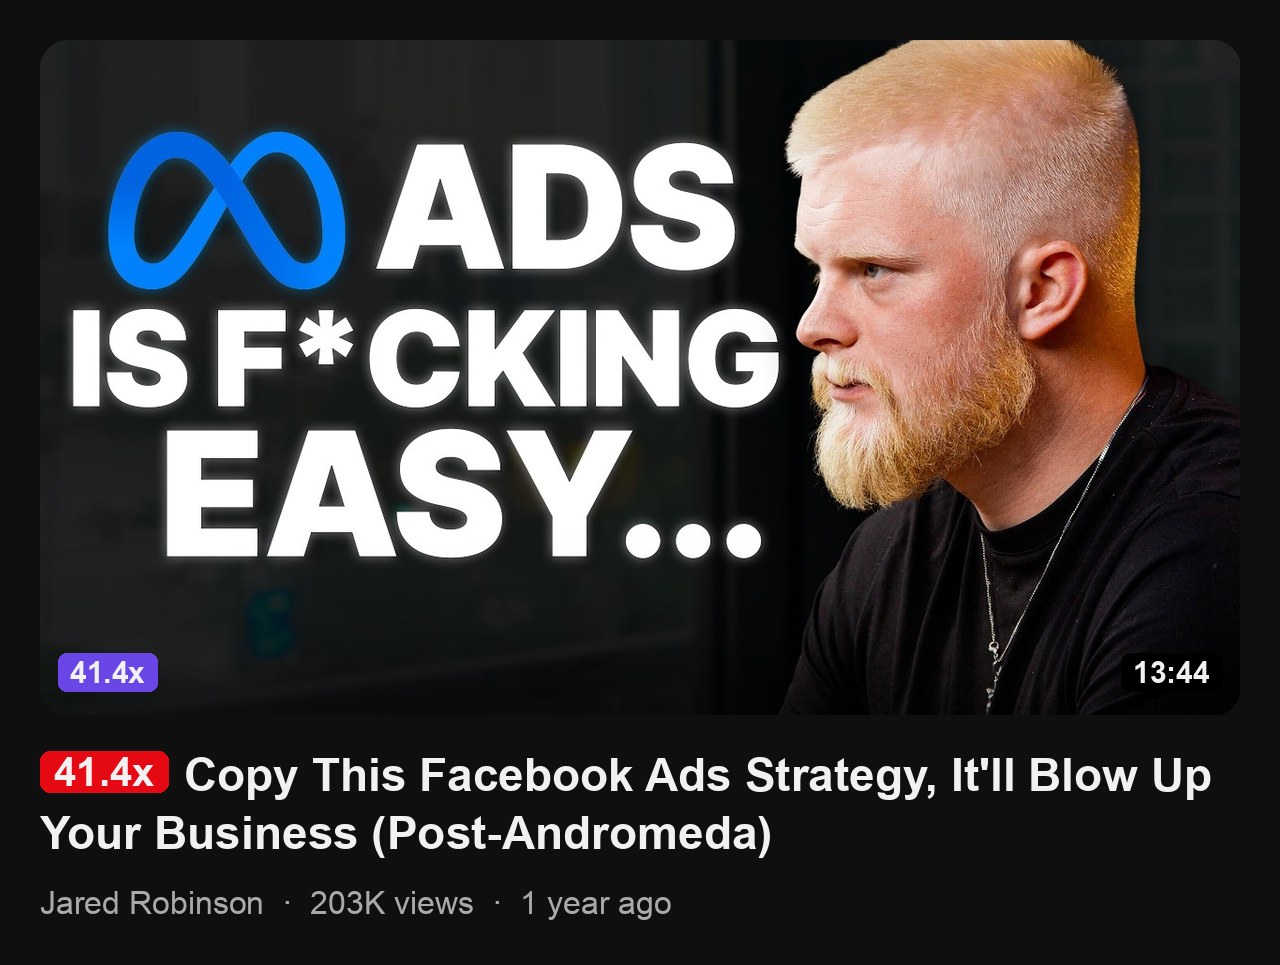 ADS
IS F*CKING
EASY...
41.4x
13:44
41.4x Copy This Facebook Ads Strategy, It'll Blow Up
Your Business (Post-Andromeda)
Jared Robinson · 203K views · 1 year ago